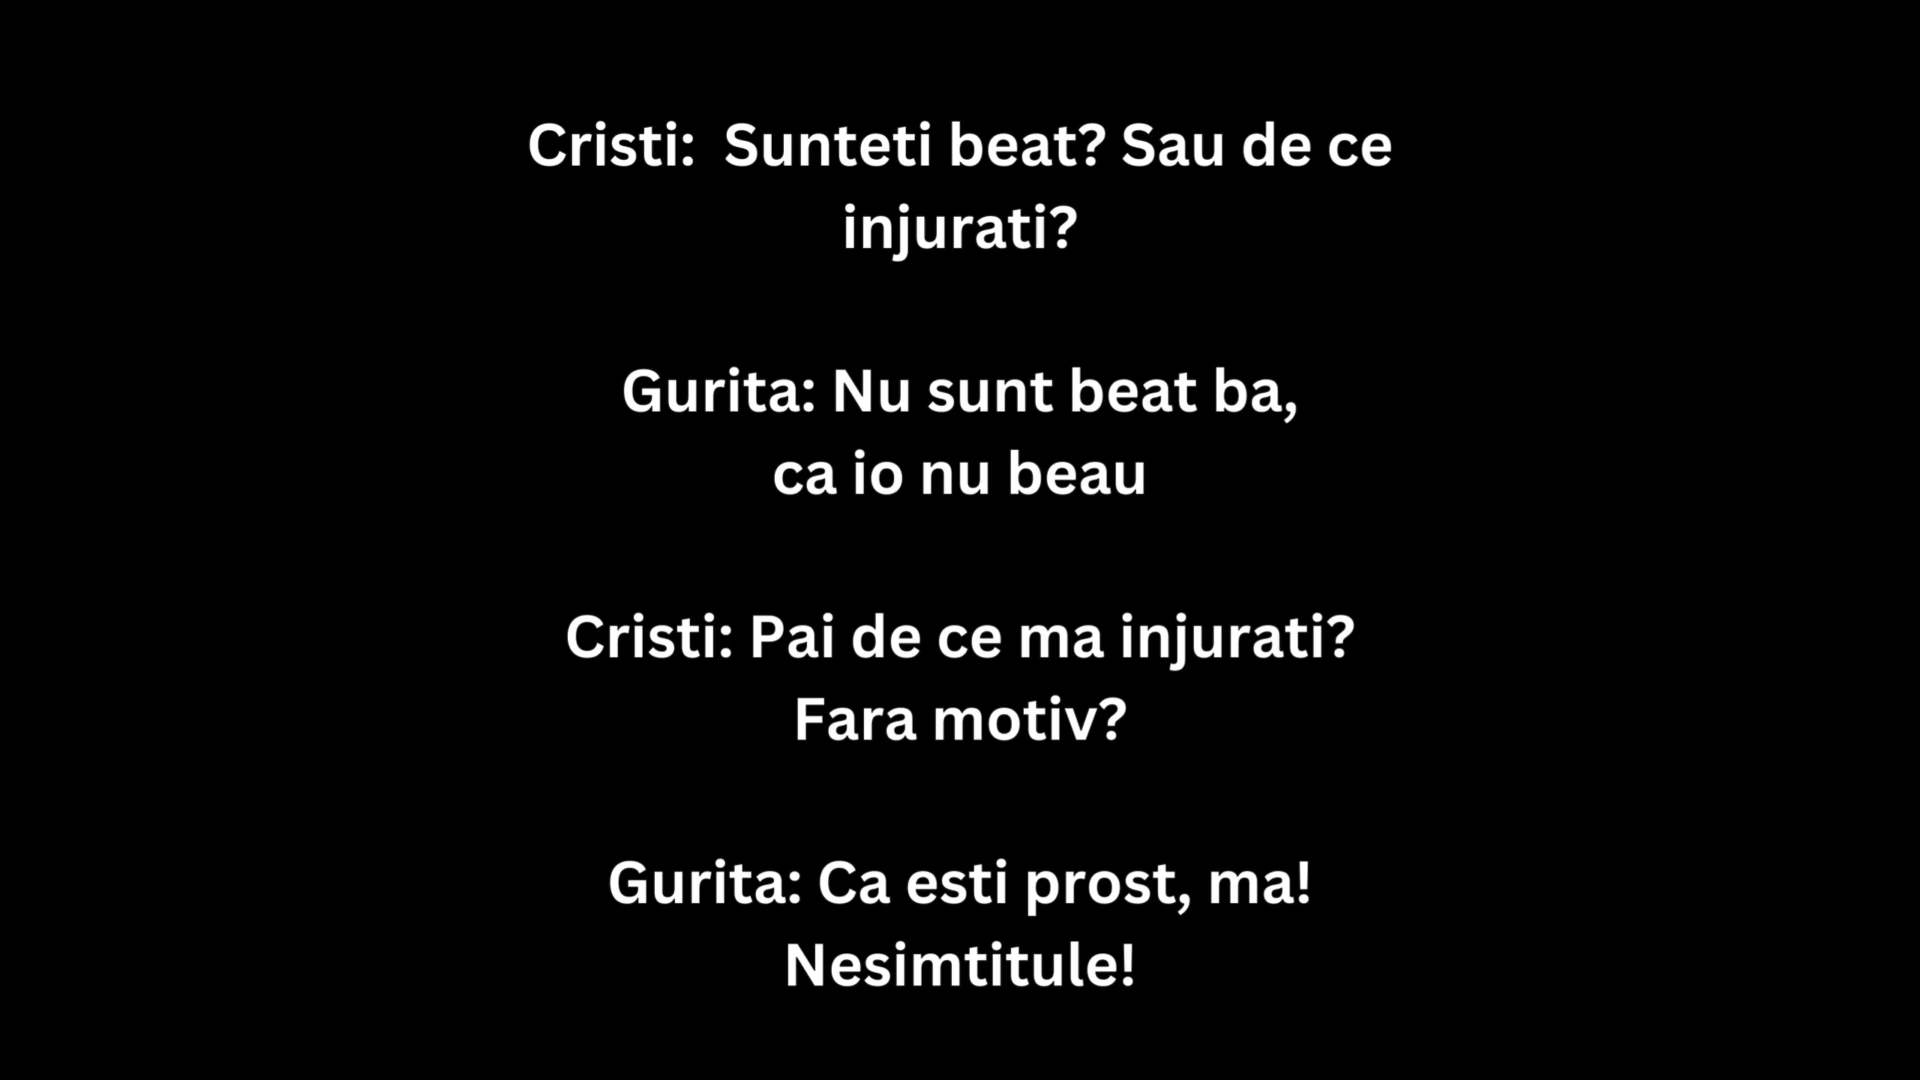 Cristi:  Sunteti beat? Sau de ce
injurati?
Gurita: Nu sunt beat ba,
ca io nu beau
Cristi: Pai de ce ma injurati?
Fara motiv?
Gurita: Ca esti prost, ma!
Nesimtitule!